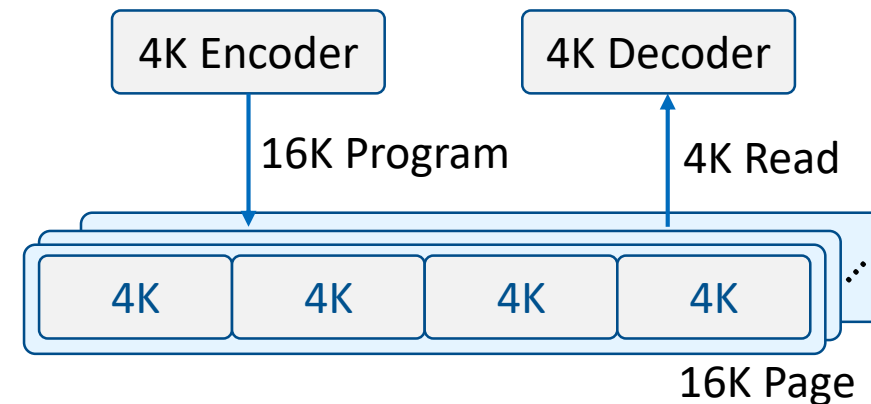 4K Encoder
4K Decoder
16K Program
4K Read
4K
4K
4K
4K
16K Page